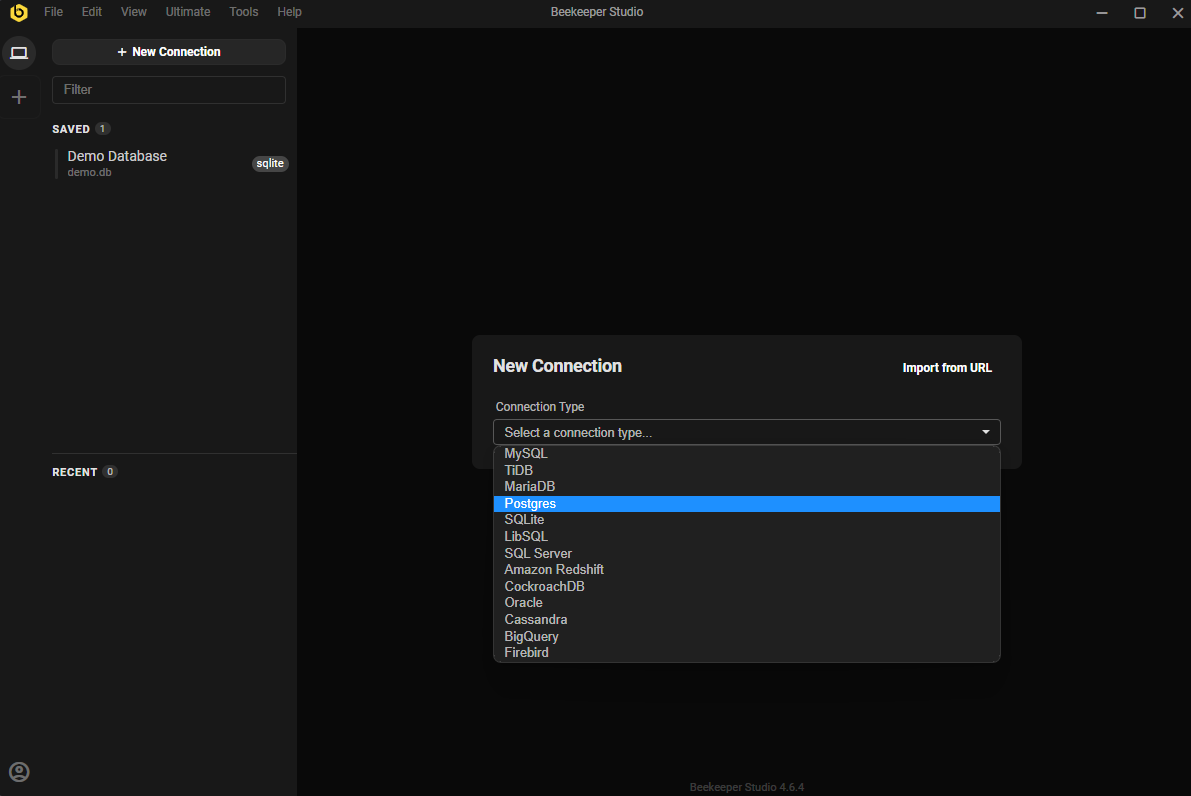 File Edit View Ultimate Tools Help
Beekeeper Studio
+ New Connection
Filter
SAVED 1
Demo Database
demo.db
sqlite
RECENT 0
New Connection
Import from URL
Connection Type
Select a connection type...
MySQL
TiDB
MariaDB
Postgres
SQLite
LibSQL
SQL Server
Amazon Redshift
CockroachDB
Oracle
Cassandra
BigQuery
Firebird
Beekeeper Studio 4.6.4